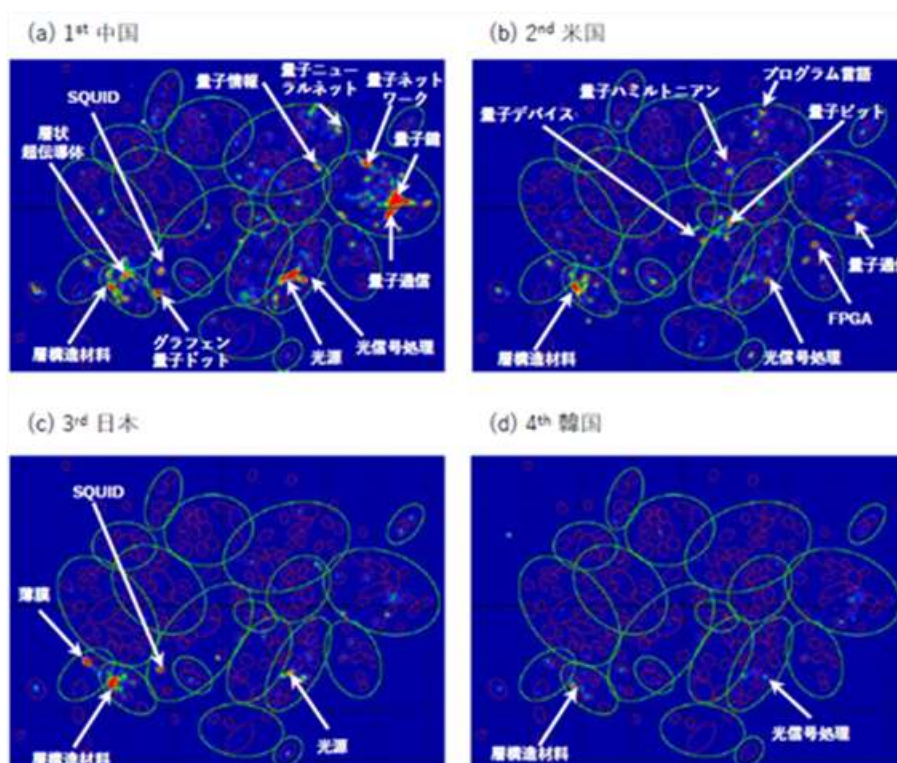 (a) 1st 中国
量子情報
量子ニュー
ラルネット
量子ネット
ワーク
SQUID
層状
超伝導体
量子鍵
量子通信
層構造材料
グラフェン
量子ドット
光源
光信号処理
(b) 2nd 米国
プログラム言語
量子ハミルトニアン
量子デバイス
量子ビット
量子通信
FPGA
層構造材料
光信号処理
(c) 3rd 日本
SQUID
薄膜
層構造材料
光源
(d) 4th 韓国
層構造材料
光信号処理